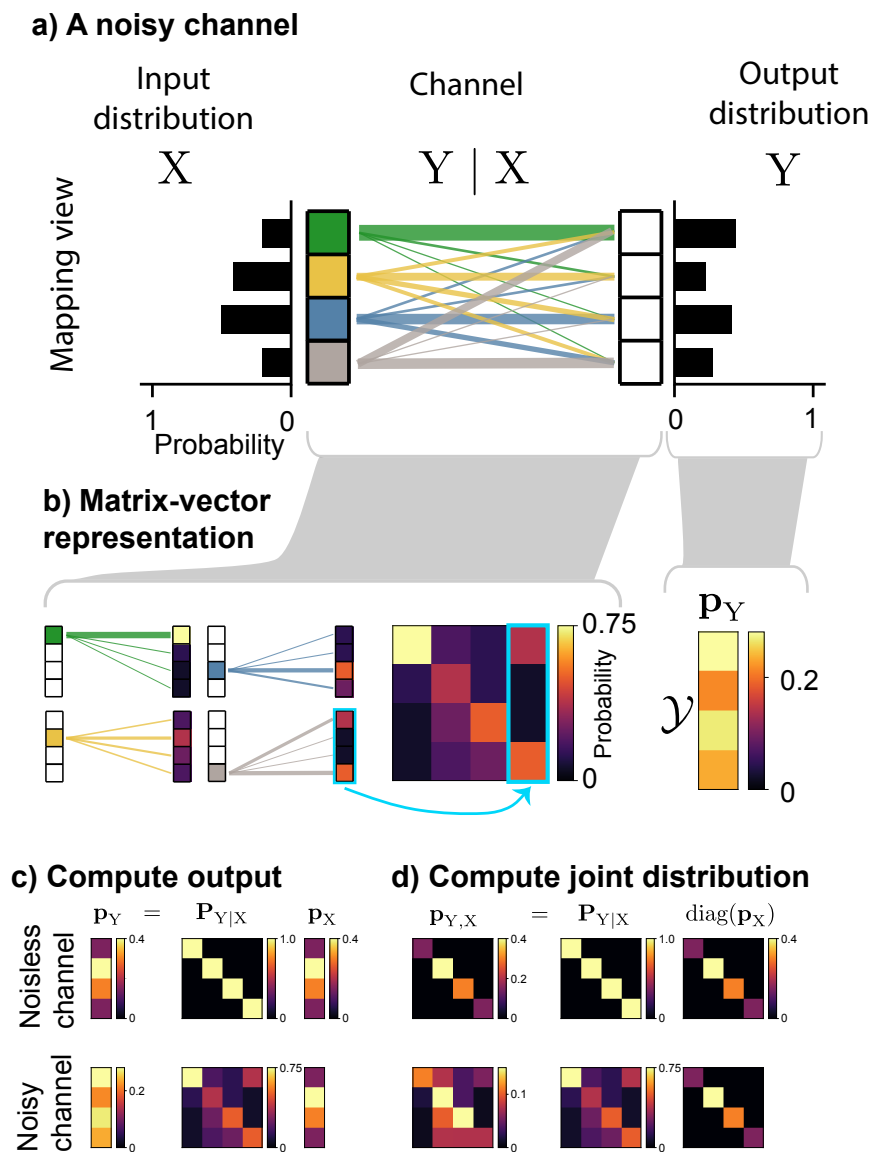 a) A noisy channel
Input
distribution
X
Channel
Y | X
Output
distribution
Y
Mapping view
1
0
Probability
0
1
b) Matrix-vector
representation
0.75
Probability
0
p_Y
𝒴
0.2
0
c) Compute output
d) Compute joint distribution
p_Y = P_Y|X p_X
p_Y,X = P_Y|X diag(p_X)
Noisless
channel
0.4
0
1.0
0
0.4
0
0.4
0.2
0
1.0
0
0.4
0
Noisy
channel
0.2
0
0.75
0
0.1
0
0.75
0